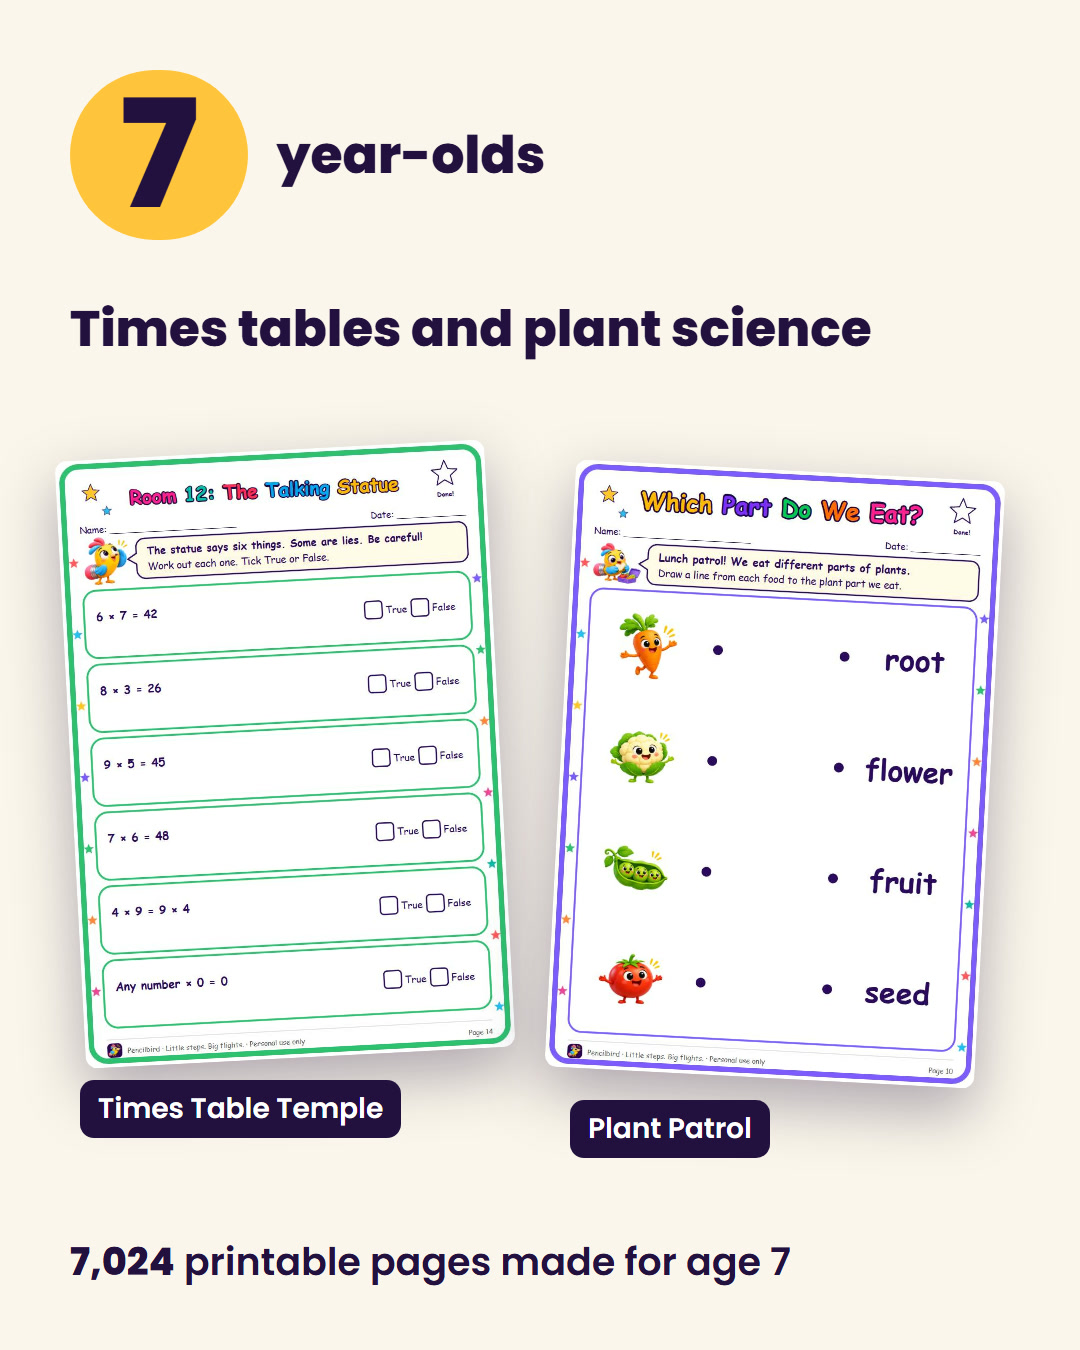 7
year-olds
Times tables and plant science
Room 12: The Talking Statue
Done!
Name:
Date:
The statue says six things. Some are lies. Be careful!
Work out each one. Tick True or False.
6 × 7 = 42
True
False
8 × 3 = 26
True
False
9 × 5 = 45
True
False
7 × 6 = 48
True
False
4 × 9 = 9 × 4
True
False
Any number × 0 = 0
True
False
Pencilbird · Little steps. Big flights. · Personal use only
Page 14
Times Table Temple
Which Part Do We Eat?
Done!
Name:
Date:
Lunch patrol! We eat different parts of plants.
Draw a line from each food to the plant part we eat.
root
flower
fruit
seed
Pencilbird · Little steps. Big flights. · Personal use only
Page 10
Plant Patrol
7,024 printable pages made for age 7